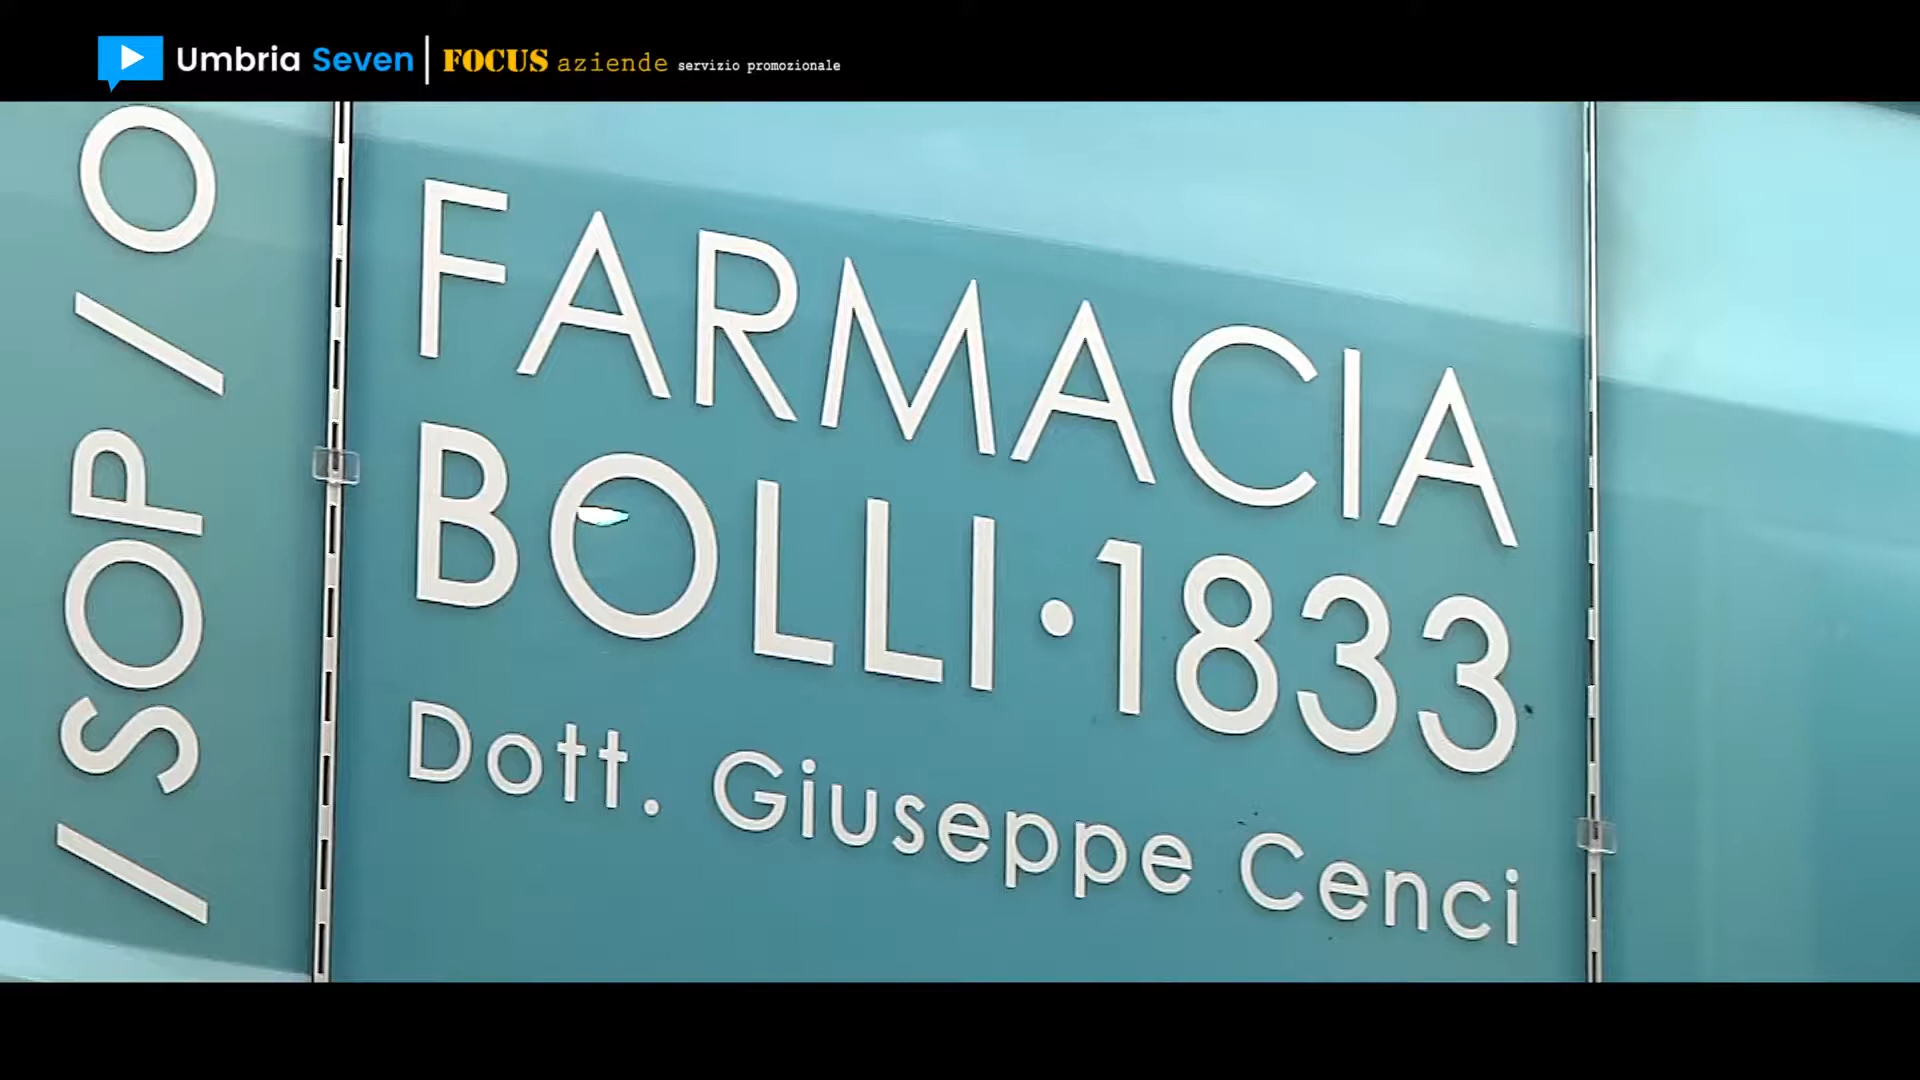 Umbria Seven
FOCUS aziende servizio promozionale
/ SOP / O
FARMACIA
BOLLI·1833
Dott. Giuseppe Cenci